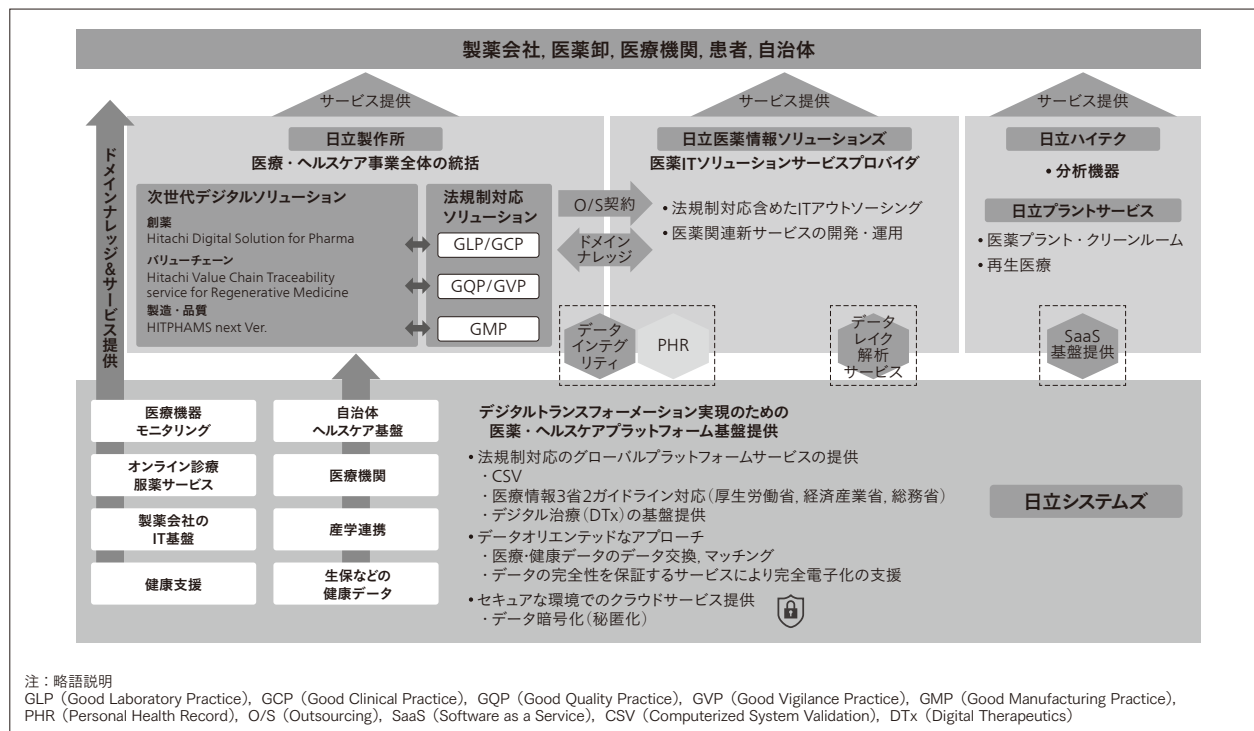 製薬会社, 医薬卸, 医療機関, 患者, 自治体
サービス提供
サービス提供
サービス提供
ドメインナレッジ&サービス提供
日立製作所
医療・ヘルスケア事業全体の統括
次世代デジタルソリューション
創薬
Hitachi Digital Solution for Pharma
バリューチェーン
Hitachi Value Chain Traceability
service for Regenerative Medicine
製造・品質
HITPHAMS next Ver.
法規制対応
ソリューション
GLP/GCP
GQP/GVP
GMP
O/S契約
ドメイン
ナレッジ
日立医薬情報ソリューションズ
医薬ITソリューションサービスプロバイダ
• 法規制対応含めたITアウトソーシング
• 医薬関連新サービスの開発・運用
日立ハイテク
• 分析機器
日立プラントサービス
• 医薬プラント・クリーンルーム
• 再生医療
データ
インテグ
リティ
PHR
データ
レイク
解析
サービス
SaaS
基盤提供
医療機器
モニタリング
オンライン診療
服薬サービス
製薬会社の
IT基盤
健康支援
自治体
ヘルスケア基盤
医療機関
産学連携
生保などの
健康データ
デジタルトランスフォーメーション実現のための
医薬・ヘルスケアプラットフォーム基盤提供
• 法規制対応のグローバルプラットフォームサービスの提供
・CSV
・医療情報3省2ガイドライン対応(厚生労働省, 経済産業省, 総務省)
・デジタル治療(DTx)の基盤提供
• データオリエンテッドなアプローチ
・医療・健康データのデータ交換, マッチング
・データの完全性を保証するサービスにより完全電子化の支援
• セキュアな環境でのクラウドサービス提供
・データ暗号化(秘匿化)
日立システムズ
注:略語説明
GLP(Good Laboratory Practice), GCP(Good Clinical Practice), GQP(Good Quality Practice), GVP(Good Vigilance Practice), GMP(Good Manufacturing Practice),
PHR(Personal Health Record), O/S(Outsourcing), SaaS(Software as a Service), CSV(Computerized System Validation), DTx(Digital Therapeutics)